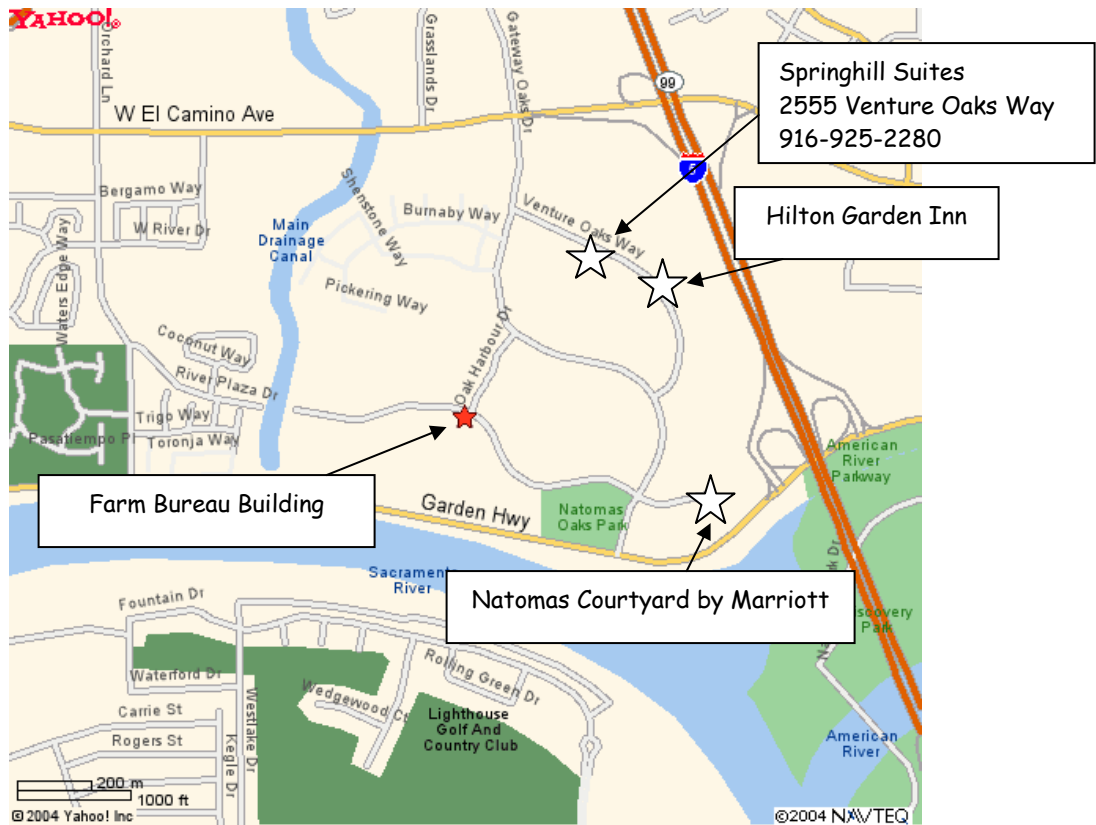 YAHOO!®
Orchard Ln
Grasslands Dr
Gateway Oaks Dr
99
5
W El Camino Ave
Springhill Suites
2555 Venture Oaks Way
916-925-2280
Hilton Garden Inn
Bergamo Way
W River Dr
Waters Edge Way
Main
Drainage
Canal
Shenstone Way
Burnaby Way
Venture Oaks Way
Pickering Way
Oak Harbour Dr
Coconut Way
River Plaza Dr
Trigo Way
Toronja Way
Pasatiempo Pl
American
River
Parkway
Farm Bureau Building
Garden Hwy
Natomas
Oaks Park
Sacrament
River
Natomas Courtyard by Marriott
k Dr
scovery
Park
Na
Fountain Dr
Waterford Dr
Westlake Dr
Rolling Green Dr
Wedgewood Ct
Carrie St
Rogers St
Kegle Dr
Lighthouse
Golf And
Country Club
American
River
200 m
1000 ft
©2004 Yahoo! Inc
©2004 NAVTEQ